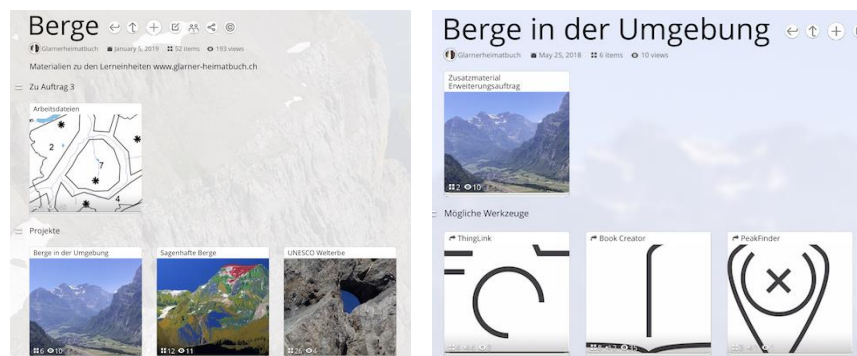 Berge
Glarnerheimatbuch January 5, 2019 52 items 193 views
Materialien zu den Lerneinheiten www.glarner-heimatbuch.ch
Zu Auftrag 3
Arbeitsdateien
2
7
4
Projekte
Berge in der Umgebung
Sagenhafte Berge
UNESCO Welterbe
6 10
12 11
26 4
Berge in der Umgebung
Glarnerheimatbuch May 25, 2018 6 items 10 views
Zusatzmaterial
Erweiterungsauftrag
2 10
Mögliche Werkzeuge
ThingLink
Book Creator
PeakFinder